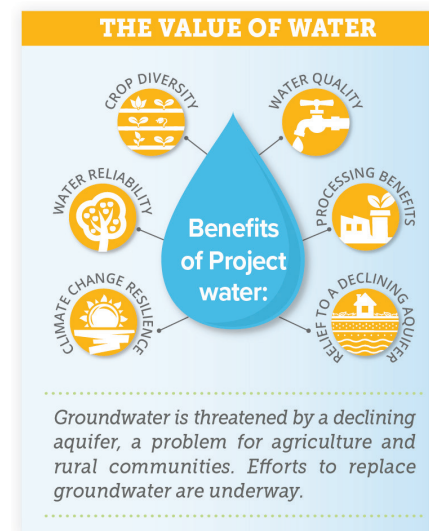 THE VALUE OF WATER
CROP DIVERSITY
WATER QUALITY
WATER RELIABILITY
PROCESSING BENEFITS
CLIMATE CHANGE RESILIENCE
RELIEF TO A DECLINING AQUIFER
Benefits
of Project
water:
Groundwater is threatened by a declining
aquifer, a problem for agriculture and
rural communities. Efforts to replace
groundwater are underway.